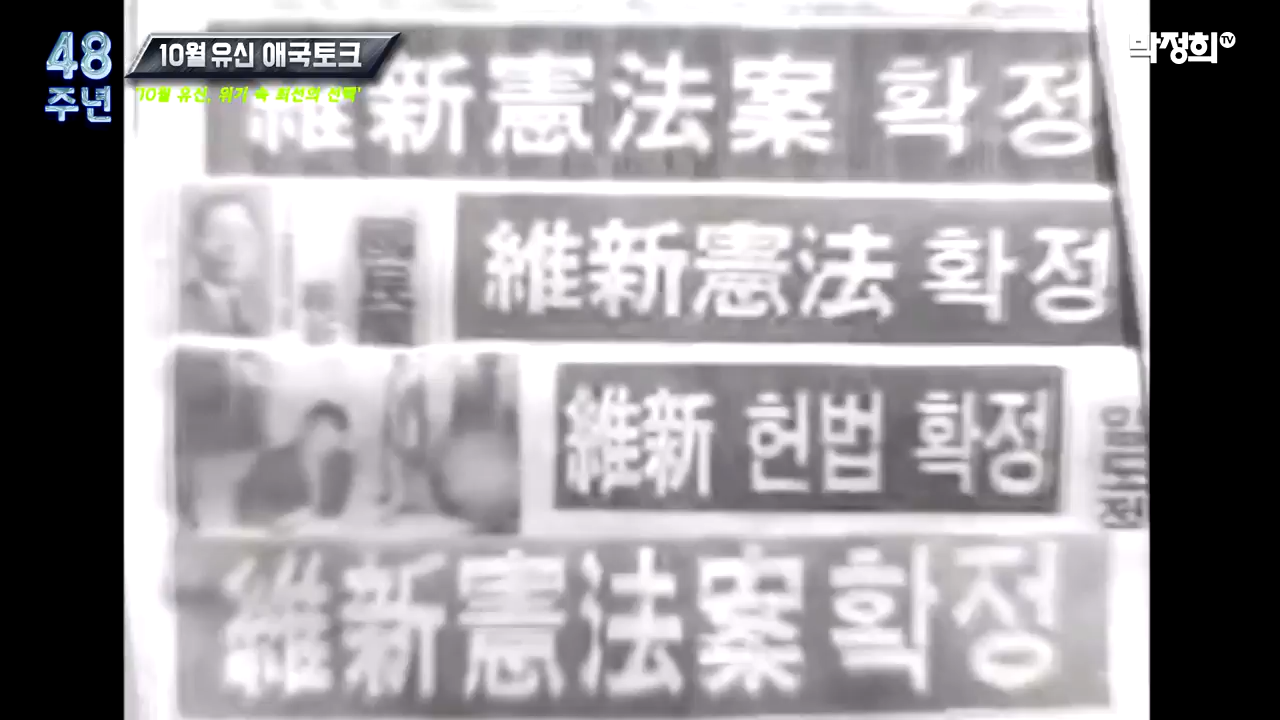 48주년
10월 유신 애국토크
'10월 유신, 위기 속 최선의 선택'
박정희TV
維新憲法案 확정
維新憲法 확정
維新 헌법 확정
維新憲法案 확정